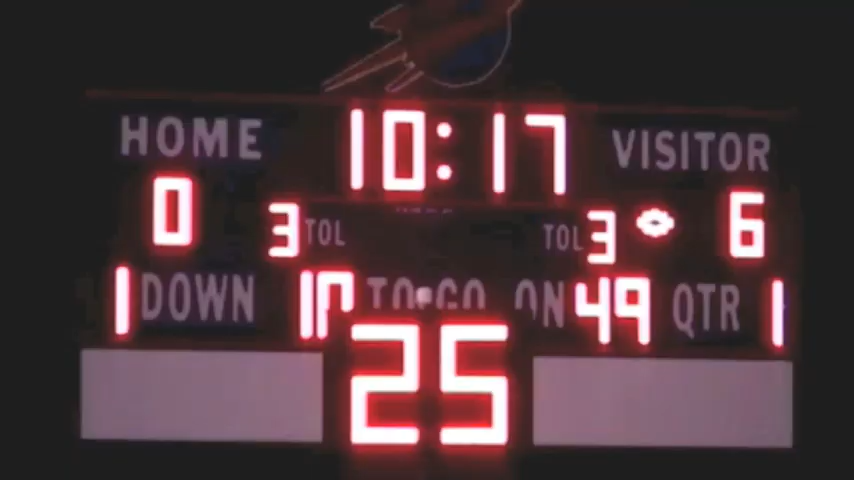 HOME 10:17 VISITOR
0 3 TOL TOL 3 6
1 DOWN 10 TO GO ON 49 QTR 1
25